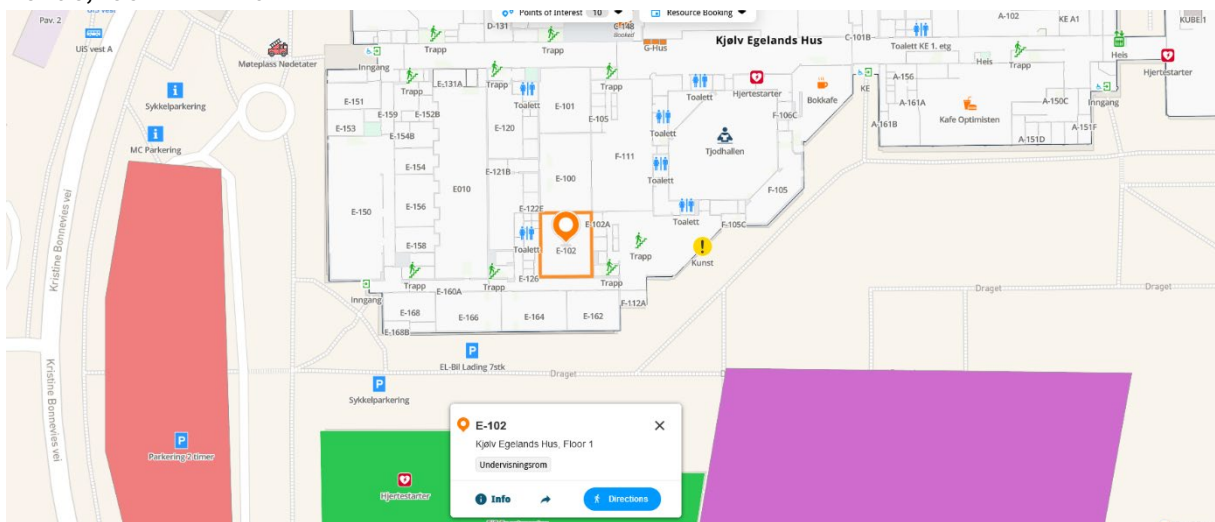 Pav. 2
UiS vest A
Points of Interest 10
Resource Booking
D-131
Booked
G-Hus
Kjølv Egelands Hus
C-101B
A-102
KE A1
KUBE!1
Toalett KE 1. etg
Trapp
Trapp
Møteplass Nødetater
Inngang
Heis
Trapp
Heis
Hjertestarter
Trapp
E-131A
Trapp
Trapp
Toalett
Toalett
Hjertestarter
Bokkafe
KE
A-156
Sykkelparkering
E-151
E-159
E-152B
E-101
E-105
F-106C
A-161A
A-150C
Inngang
E-153
E-154B
E-120
Toalett
A-161B
Kafe Optimisten
A-151F
A-151D
MC Parkering
Tjodhallen
E-154
E-121B
E-100
F-111
Toalett
E010
F-105
E-150
E-156
E-122E
Toalett
F-105C
E-102A
E-158
Toalett
E-102
Trapp
Kunst
Trapp
Trapp
E-126
Trapp
Draget
Draget
Inngang
E-160A
F-112A
E-168
E-166
E-164
E-162
E-168B
EL-Bil Lading 7stk
Draget
Sykkelparkering
Kristine Bonnevies vei
Kristine Bonnevies vei
Parkering 2 timer
Hjertestarter
E-102
Kjølv Egelands Hus, Floor 1
Undervisningsrom
Info
Directions